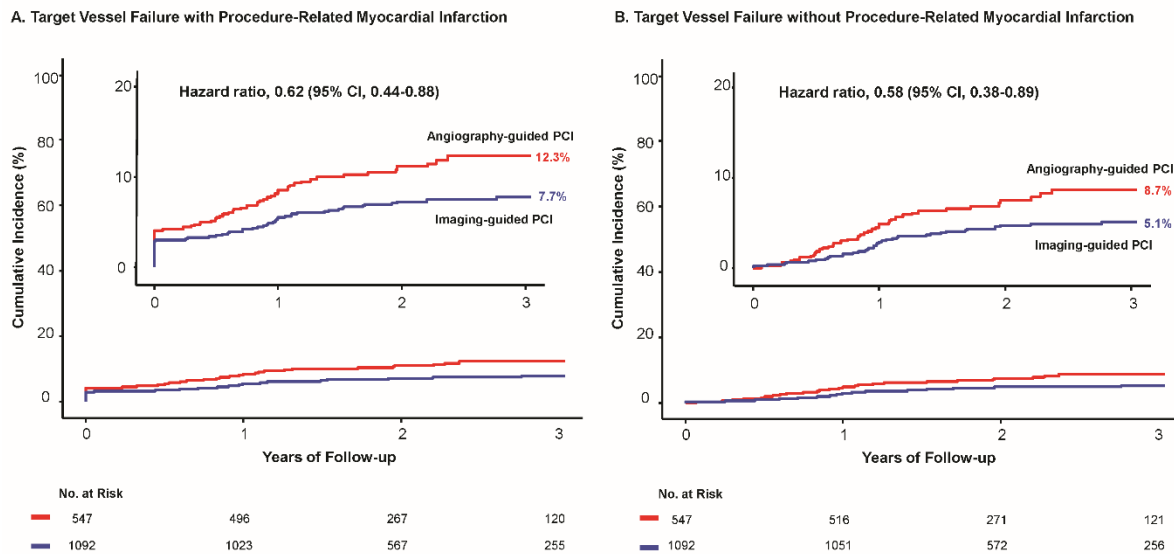 A. Target Vessel Failure with Procedure-Related Myocardial Infarction
Cumulative Incidence (%)
100
80
60
40
20
0
20
10
0
Hazard ratio, 0.62 (95% CI, 0.44-0.88)
Angiography-guided PCI
12.3%
7.7%
Imaging-guided PCI
0 1 2 3
0 1 2 3
Years of Follow-up
No. at Risk
547 496 267 120
1092 1023 567 255
B. Target Vessel Failure without Procedure-Related Myocardial Infarction
Cumulative Incidence (%)
100
80
60
40
20
0
20
10
0
Hazard ratio, 0.58 (95% CI, 0.38-0.89)
Angiography-guided PCI
8.7%
5.1%
Imaging-guided PCI
0 1 2 3
0 1 2 3
Years of Follow-up
No. at Risk
547 516 271 121
1092 1051 572 256